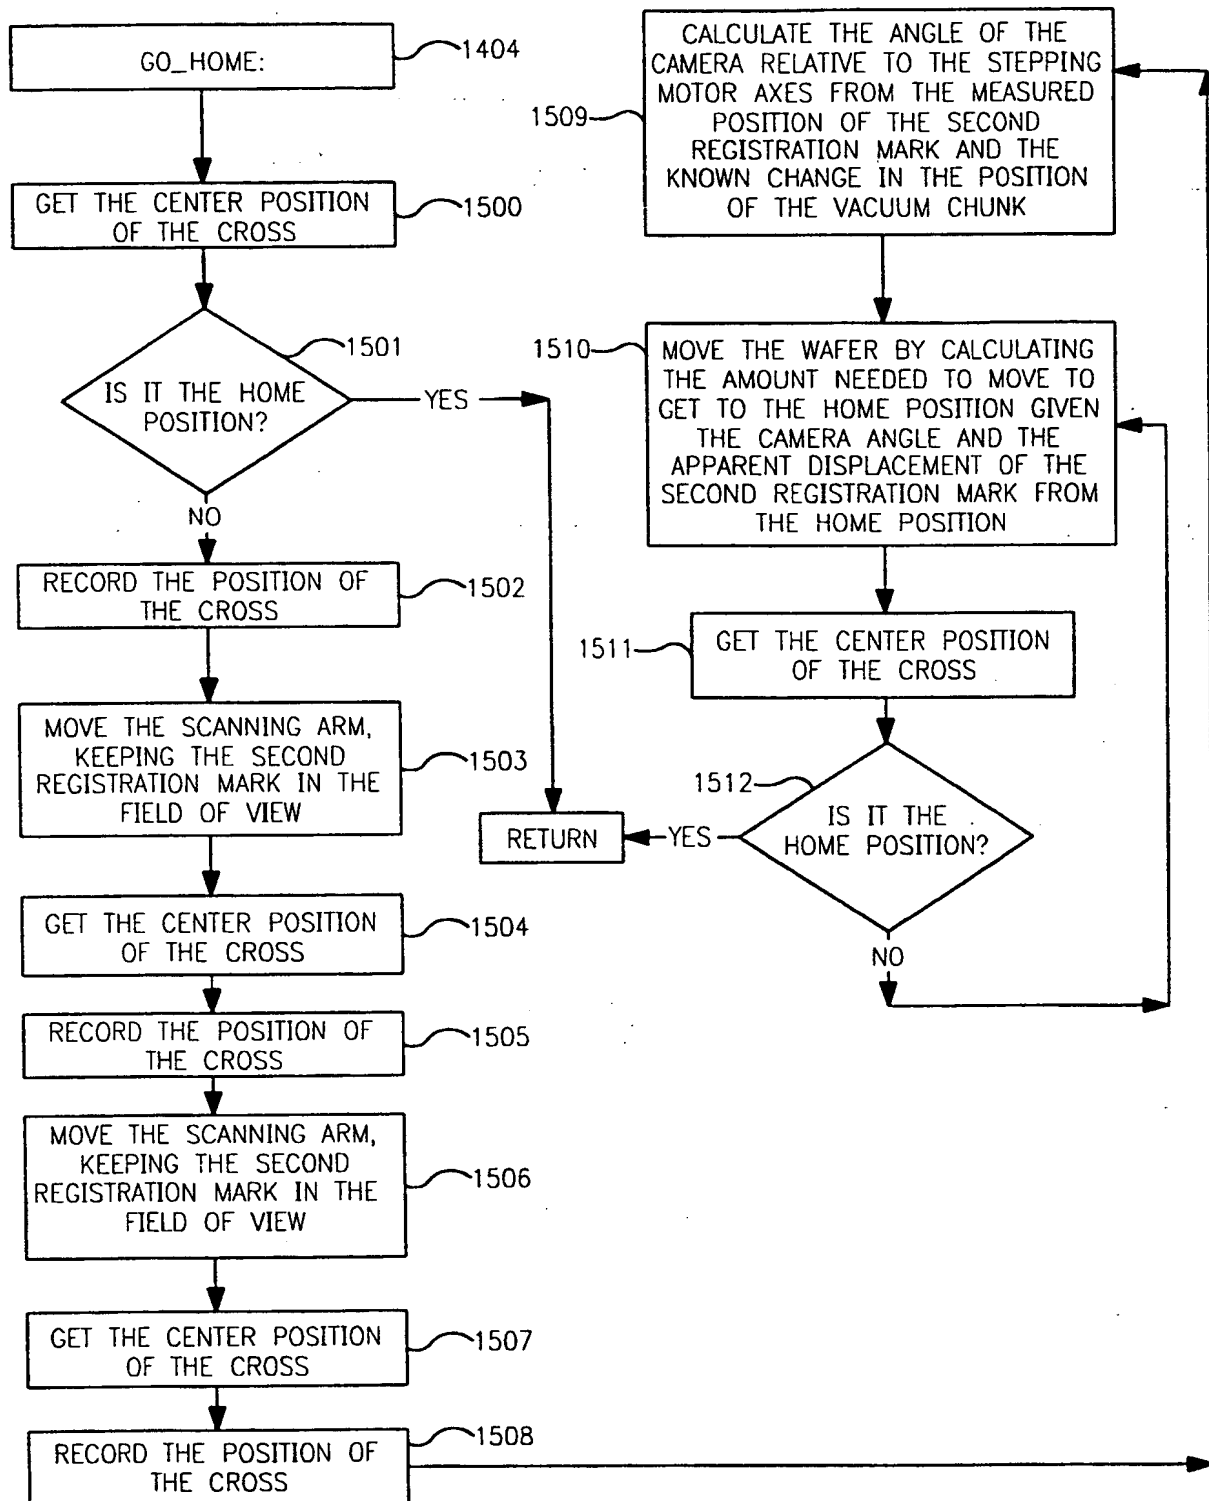 GO_HOME:
1404
GET THE CENTER POSITION
OF THE CROSS
1500
IS IT THE HOME
POSITION?
1501
YES
NO
RECORD THE POSITION OF
THE CROSS
1502
MOVE THE SCANNING ARM,
KEEPING THE SECOND
REGISTRATION MARK IN THE
FIELD OF VIEW
1503
GET THE CENTER POSITION
OF THE CROSS
1504
RECORD THE POSITION OF
THE CROSS
1505
MOVE THE SCANNING ARM,
KEEPING THE SECOND
REGISTRATION MARK IN THE
FIELD OF VIEW
1506
GET THE CENTER POSITION
OF THE CROSS
1507
RECORD THE POSITION OF
THE CROSS
1508
CALCULATE THE ANGLE OF THE
CAMERA RELATIVE TO THE STEPPING
MOTOR AXES FROM THE MEASURED
POSITION OF THE SECOND
REGISTRATION MARK AND THE
KNOWN CHANGE IN THE POSITION
OF THE VACUUM CHUNK
1509
MOVE THE WAFER BY CALCULATING
THE AMOUNT NEEDED TO MOVE TO
GET TO THE HOME POSITION GIVEN
THE CAMERA ANGLE AND THE
APPARENT DISPLACEMENT OF THE
SECOND REGISTRATION MARK FROM
THE HOME POSITION
1510
GET THE CENTER POSITION
OF THE CROSS
1511
IS IT THE
HOME POSITION?
1512
YES
RETURN
NO